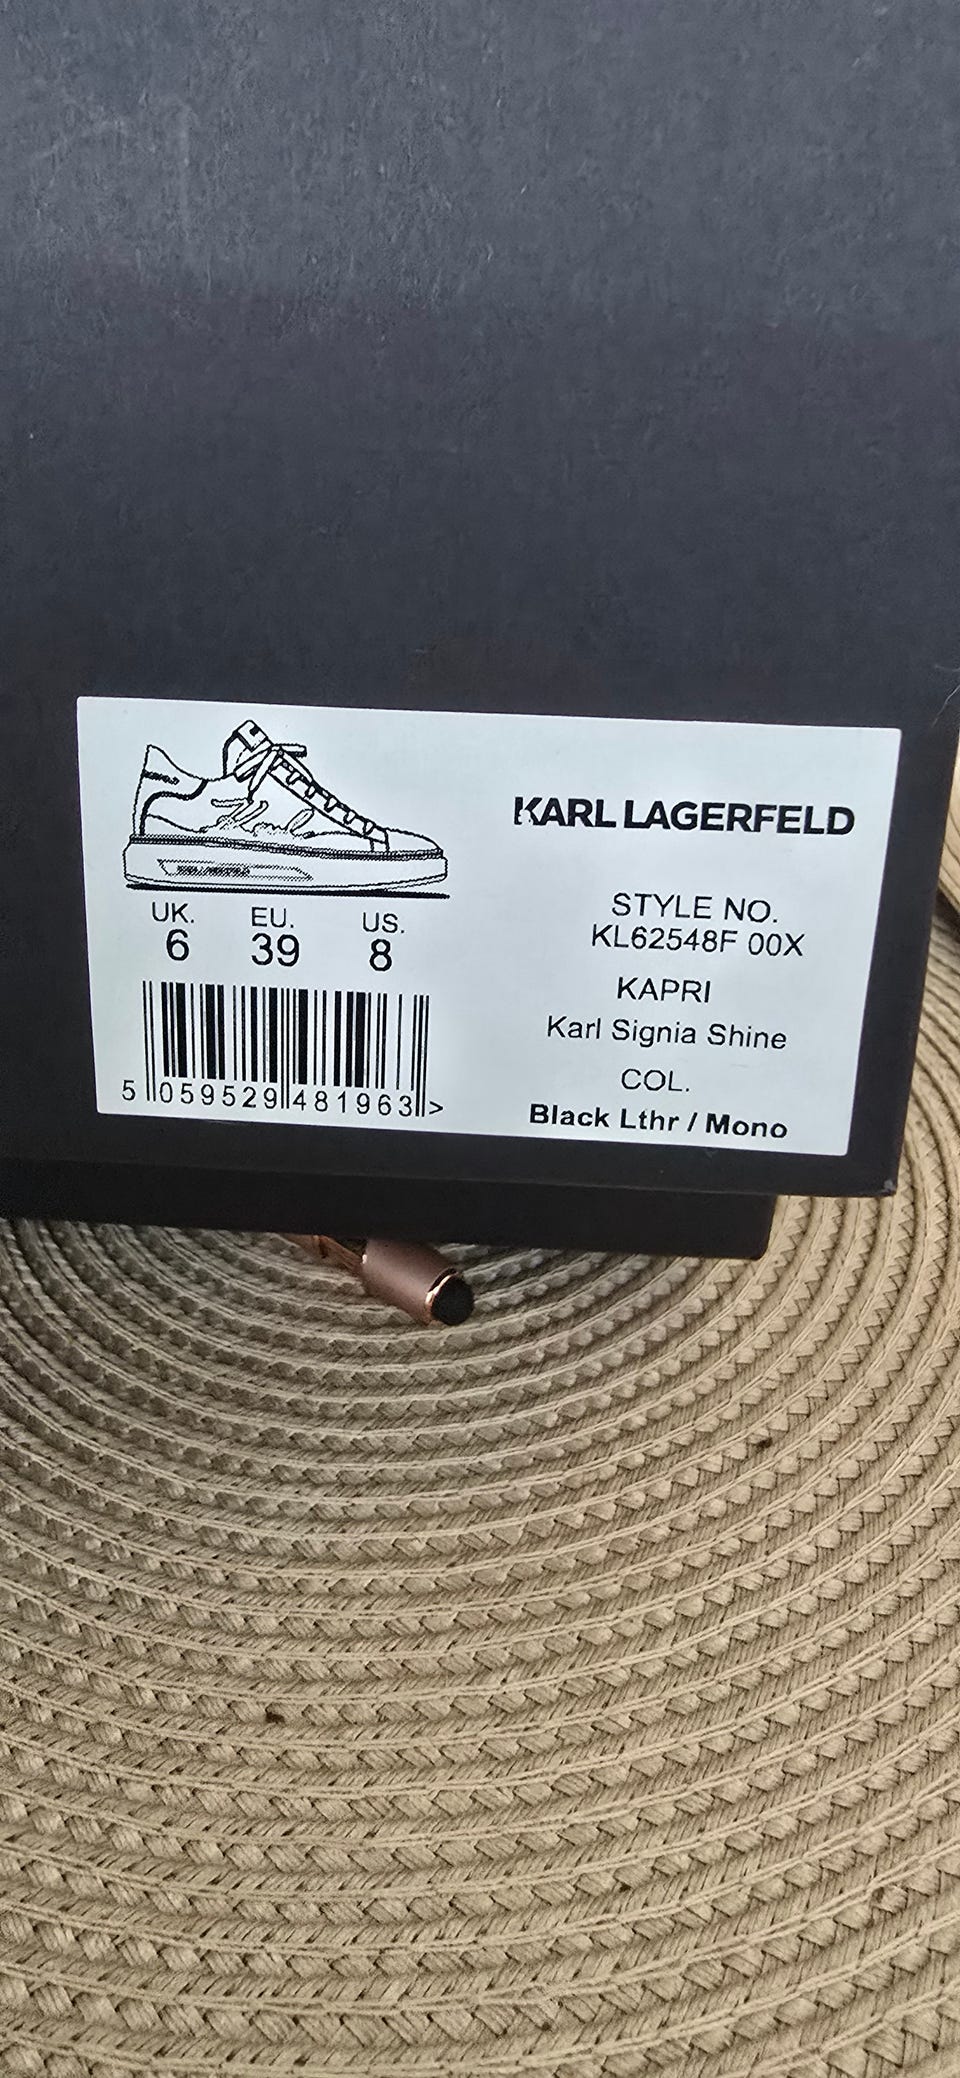 KARL LAGERFELD
Karl
UK. EU. US.
6 39 8
5 059529 481963 >
STYLE NO.
KL62548F 00X
KAPRI
Karl Signia Shine
COL.
Black Lthr / Mono